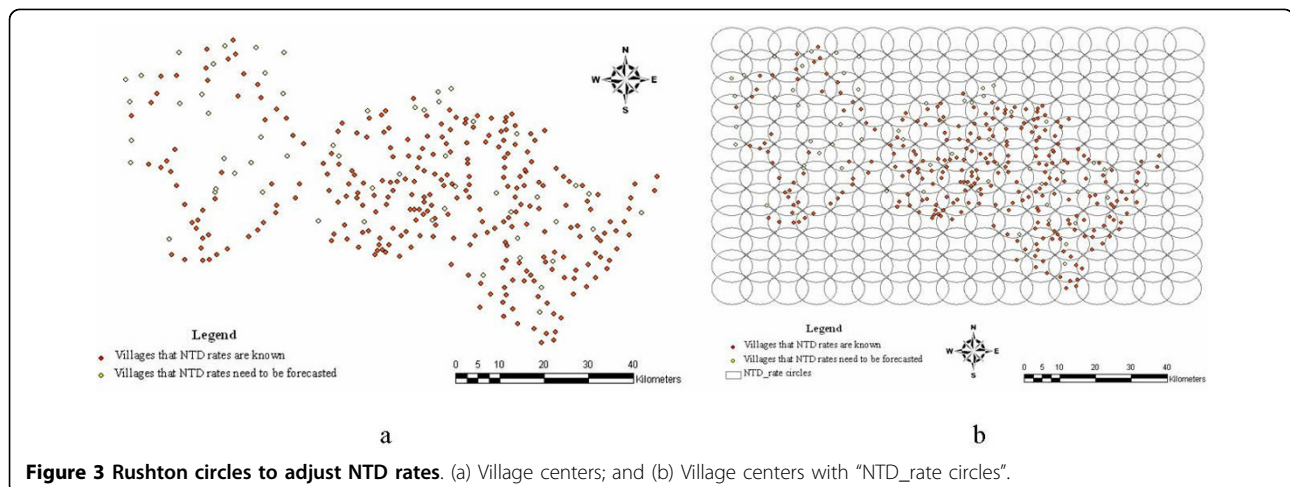 N
W E
S
Legend
Villages that NTD rates are known
Villages that NTD rates need to be forecasted
0 5 10 20 30 40
Kilometers
a
Legend
Villages that NTD rates are known
Villages that NTD rates need to be forecasted
NTD_rate circles
N
W E
S
0 5 10 20 30 40
Kilometers
b
Figure 3 Rushton circles to adjust NTD rates. (a) Village centers; and (b) Village centers with “NTD_rate circles”.